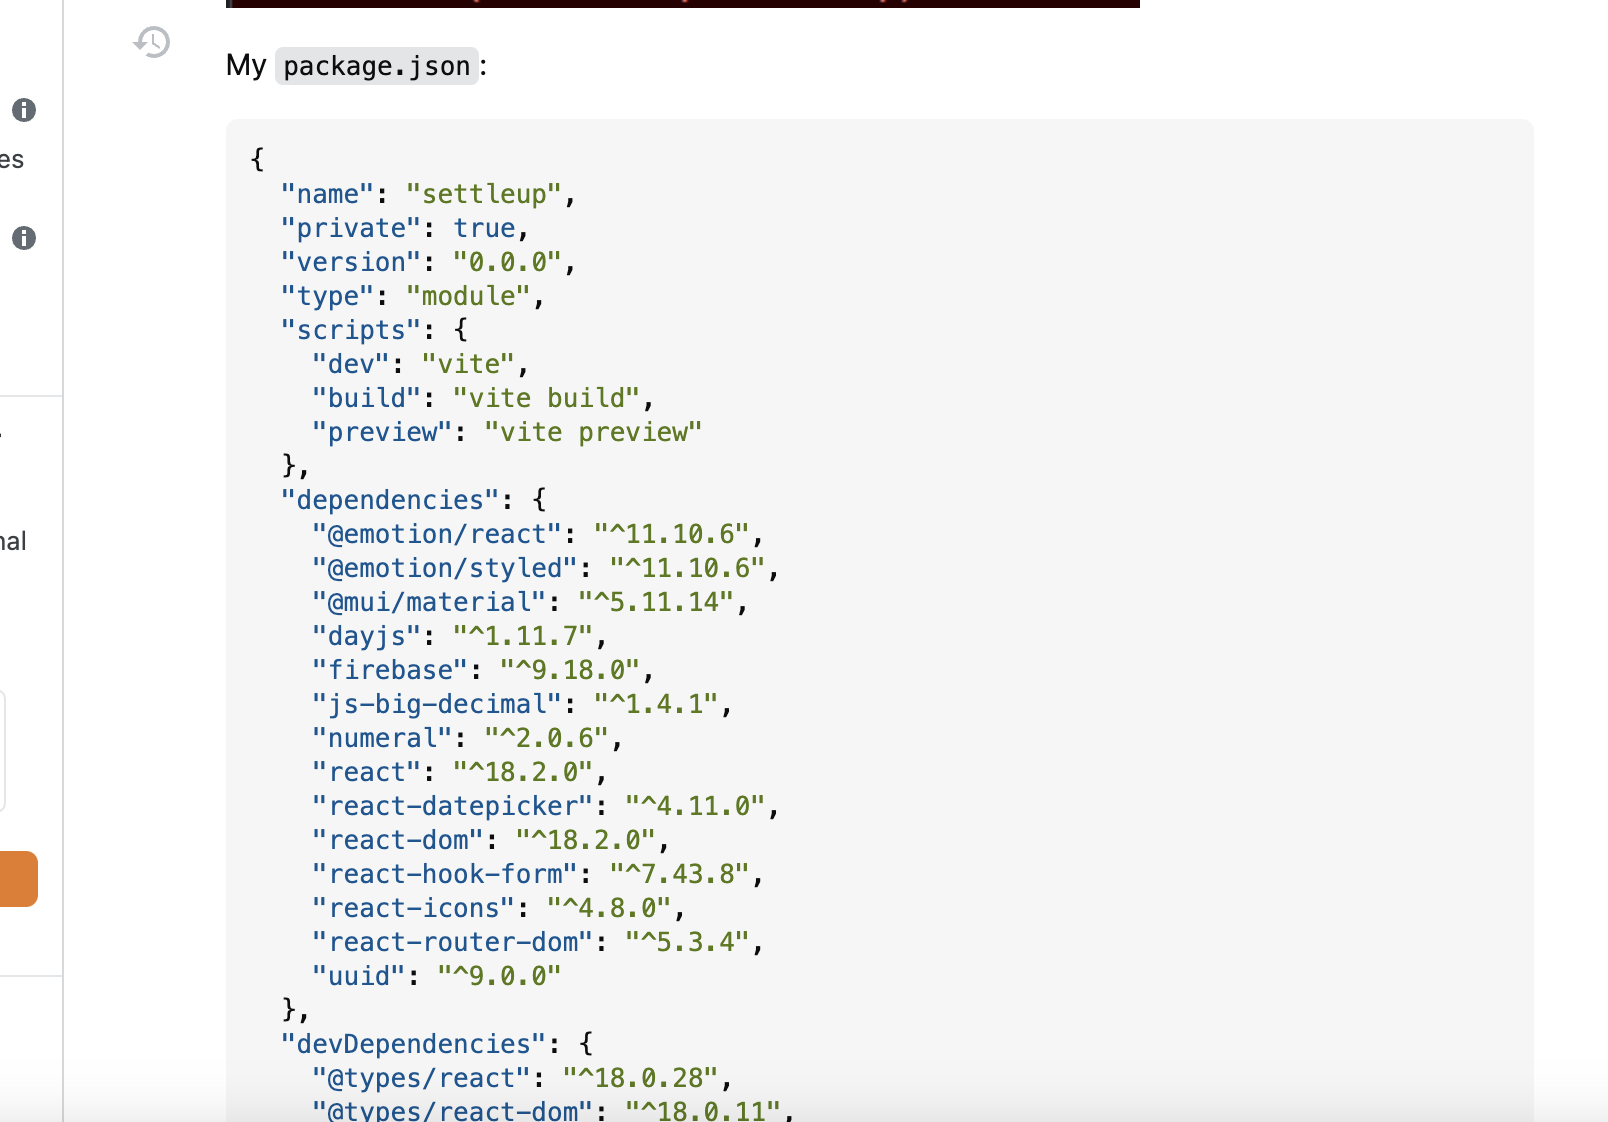 My package.json:
es
{
"name": "settleup",
"private": true,
"version": "0.0.0",
"type": "module",
"scripts": {
"dev": "vite",
"build": "vite build",
"preview": "vite preview"
},
"dependencies": {
"@emotion/react": "^11.10.6",
nal
"@emotion/styled": "^11.10.6",
"@mui/material": "^5.11.14",
"dayjs": "^1.11.7",
"firebase": "^9.18.0",
"js-big-decimal": "^1.4.1",
"numeral": "^2.0.6",
"react": "^18.2.0",
"react-datepicker": "^4.11.0",
"react-dom": "^18.2.0",
"react-hook-form": "^7.43.8",
"react-icons": "^4.8.0",
"react-router-dom": "^5.3.4",
"uuid": "^9.0.0"
},
"devDependencies": {
"@types/react": "^18.0.28",
"@types/react-dom": "^18.0.11",